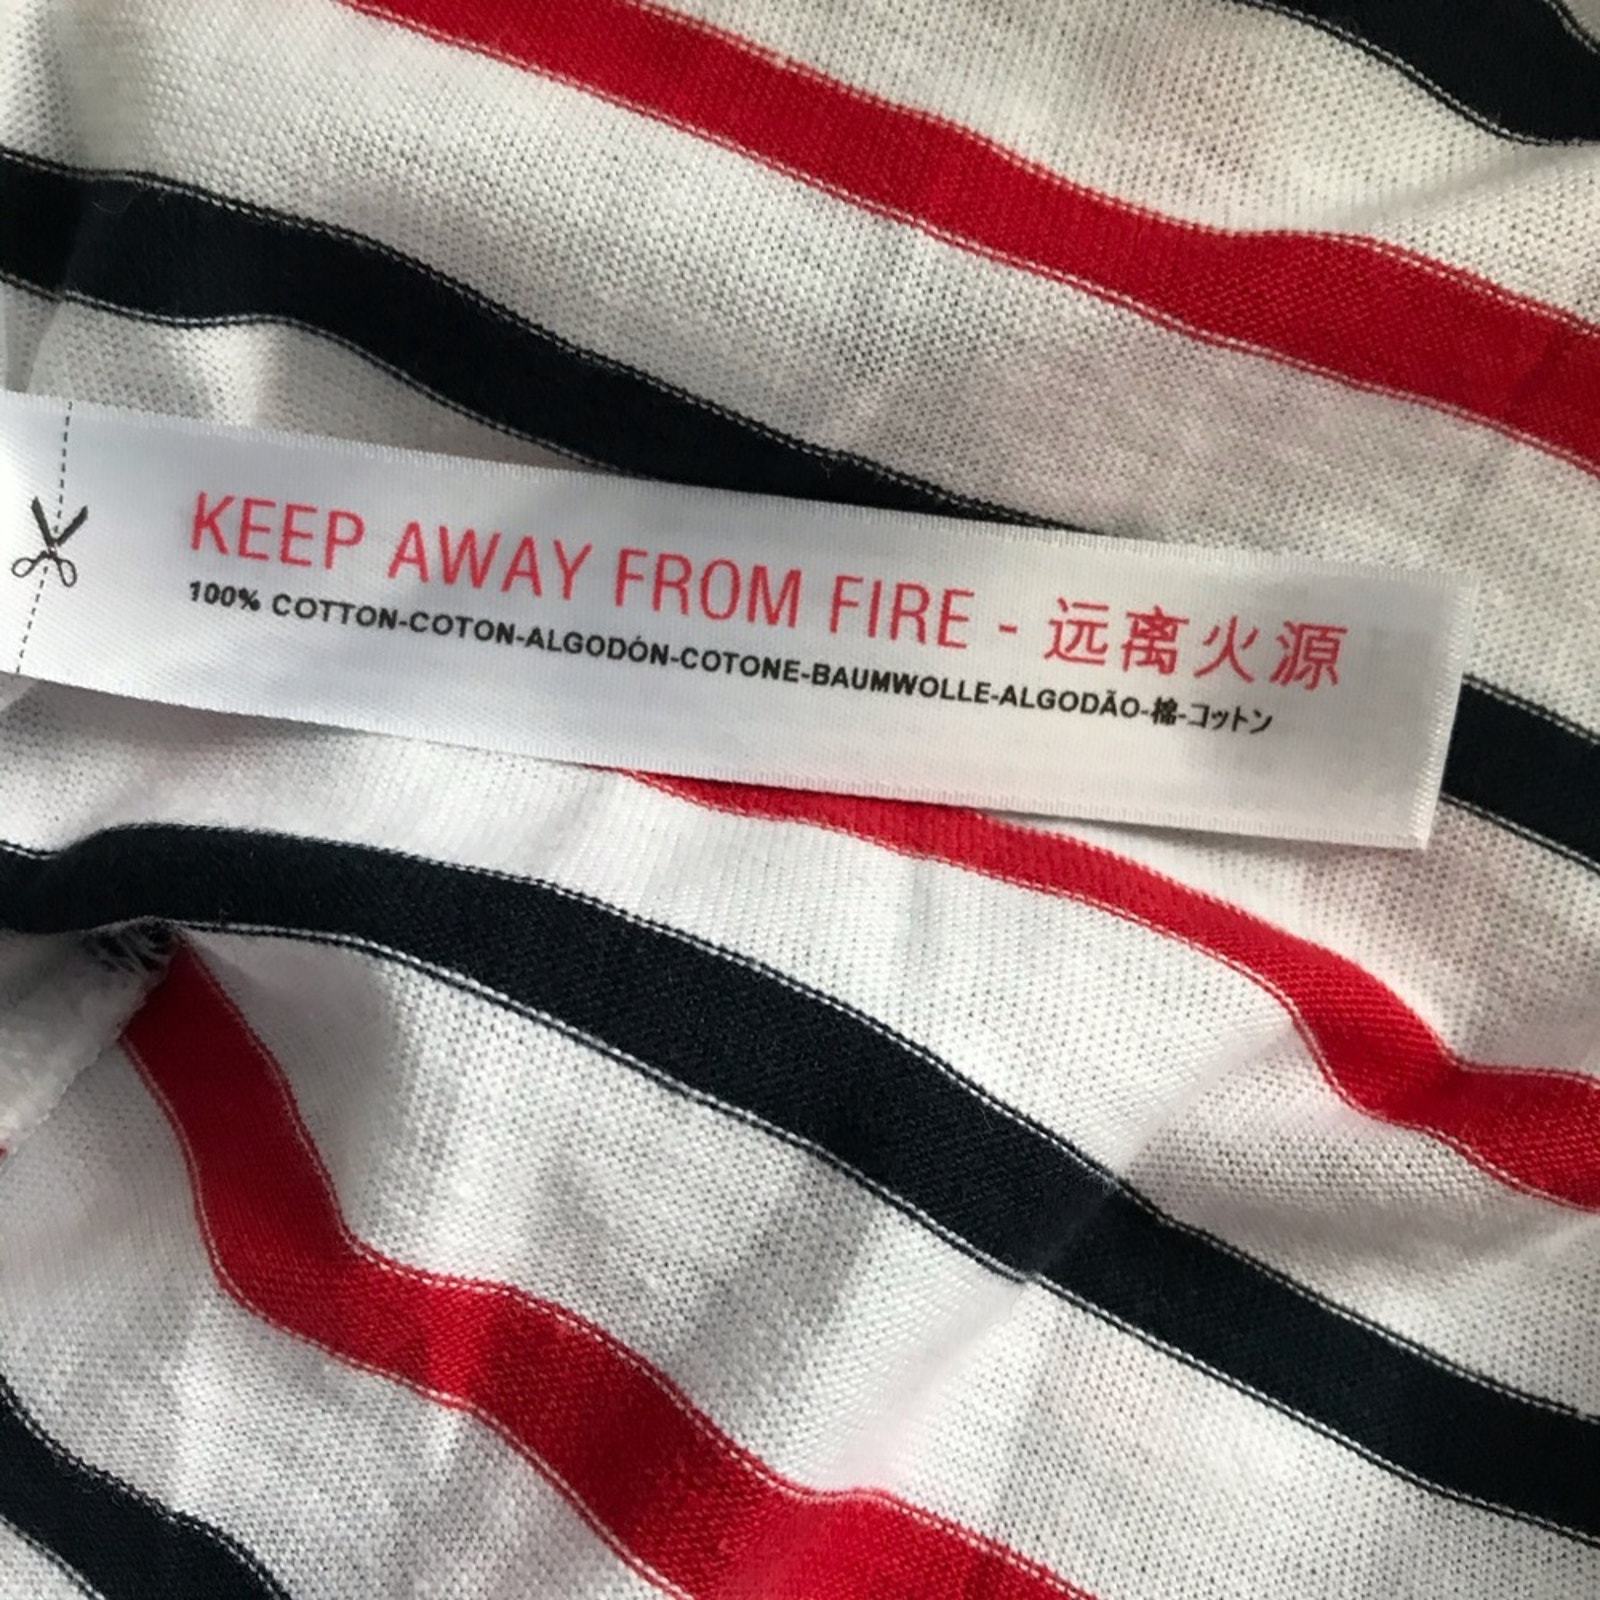 KEEP AWAY FROM FIRE - 远离火源
100% COTTON-COTON-ALGODÓN-COTONE-BAUMWOLLE-ALGODÃO-棉-コットン